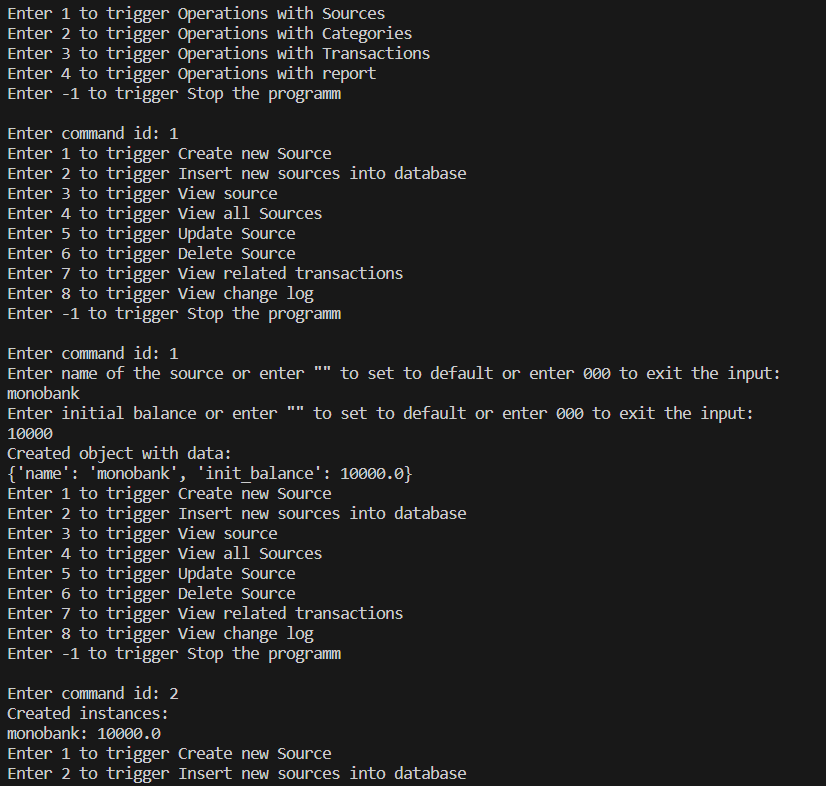 Enter 1 to trigger Operations with Sources
Enter 2 to trigger Operations with Categories
Enter 3 to trigger Operations with Transactions
Enter 4 to trigger Operations with report
Enter -1 to trigger Stop the programm
Enter command id: 1
Enter 1 to trigger Create new Source
Enter 2 to trigger Insert new sources into database
Enter 3 to trigger View source
Enter 4 to trigger View all Sources
Enter 5 to trigger Update Source
Enter 6 to trigger Delete Source
Enter 7 to trigger View related transactions
Enter 8 to trigger View change log
Enter -1 to trigger Stop the programm
Enter command id: 1
Enter name of the source or enter "" to set to default or enter 000 to exit the input:
monobank
Enter initial balance or enter "" to set to default or enter 000 to exit the input:
10000
Created object with data:
{'name': 'monobank', 'init_balance': 10000.0}
Enter 1 to trigger Create new Source
Enter 2 to trigger Insert new sources into database
Enter 3 to trigger View source
Enter 4 to trigger View all Sources
Enter 5 to trigger Update Source
Enter 6 to trigger Delete Source
Enter 7 to trigger View related transactions
Enter 8 to trigger View change log
Enter -1 to trigger Stop the programm
Enter command id: 2
Created instances:
monobank: 10000.0
Enter 1 to trigger Create new Source
Enter 2 to trigger Insert new sources into database